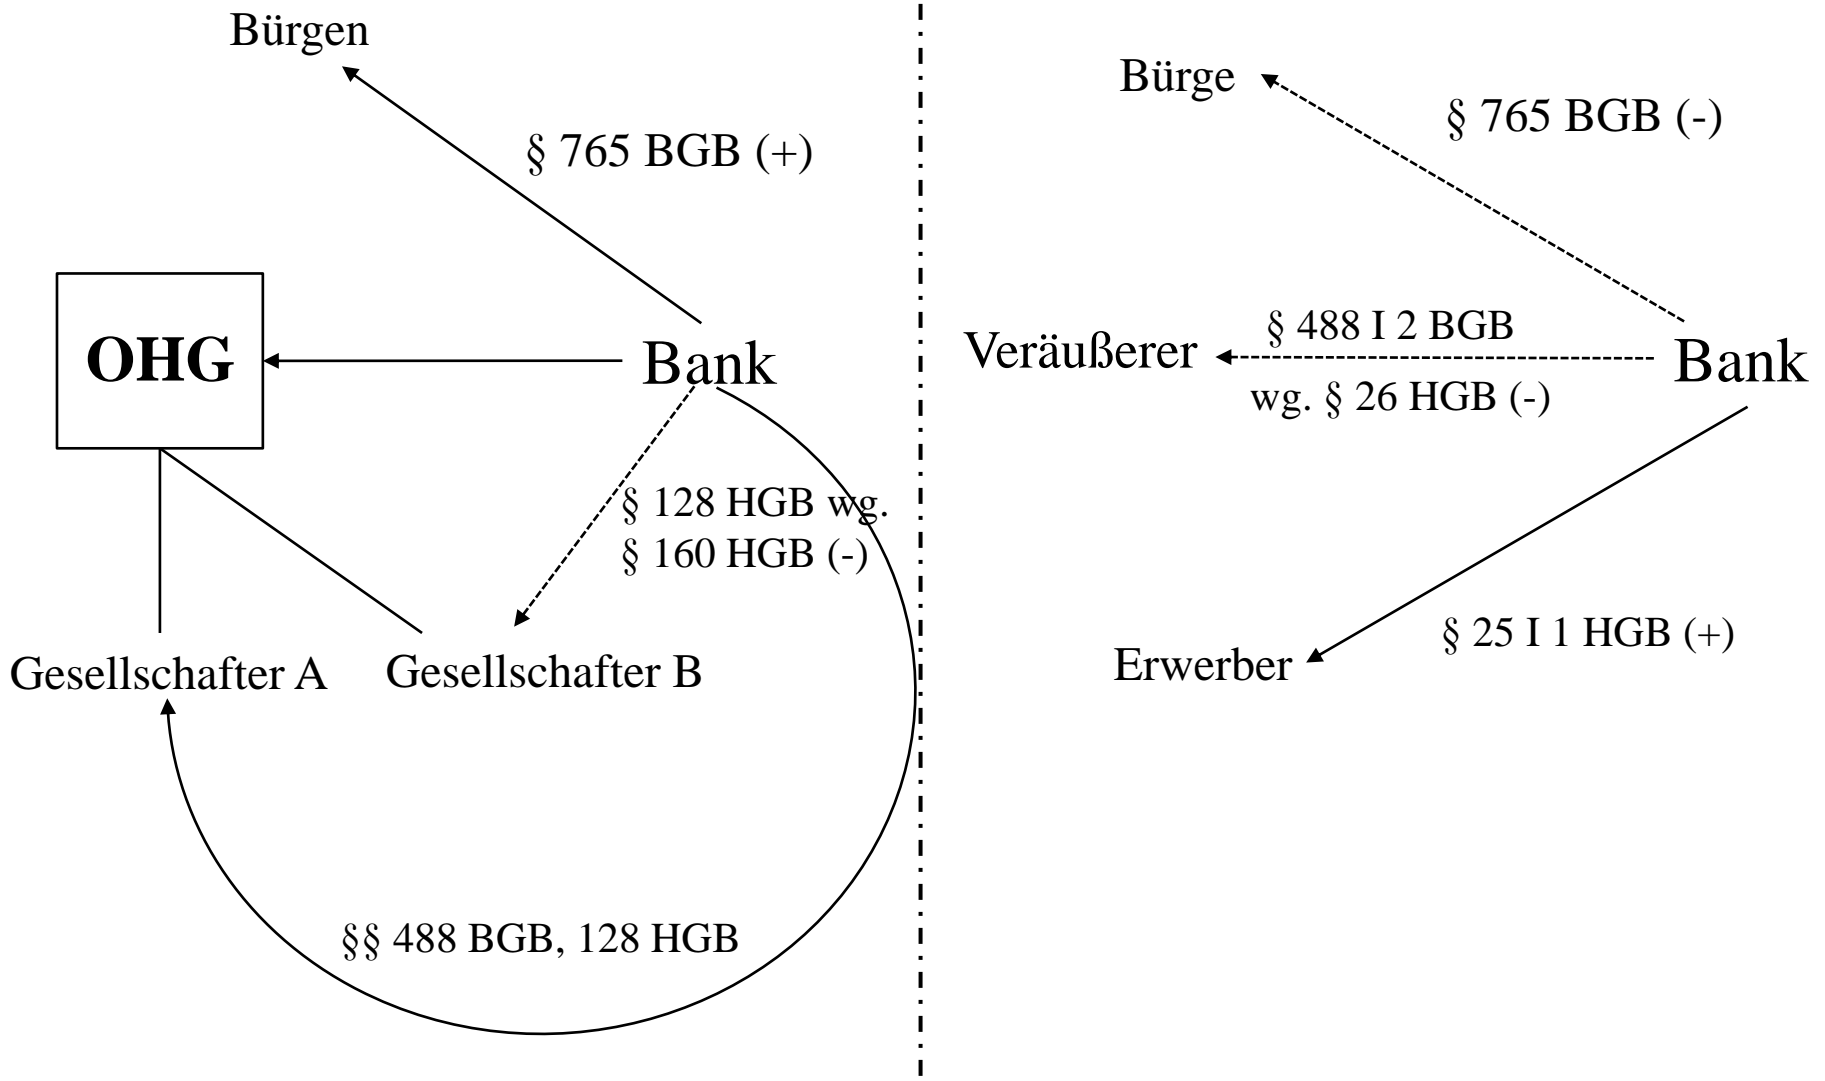 Bürgen
§ 765 BGB (+)
OHG
Bank
§ 128 HGB wg.
§ 160 HGB (-)
Gesellschafter A
Gesellschafter B
§§ 488 BGB, 128 HGB
Bürge
§ 765 BGB (-)
Veräußerer
§ 488 I 2 BGB
wg. § 26 HGB (-)
Bank
Erwerber
§ 25 I 1 HGB (+)